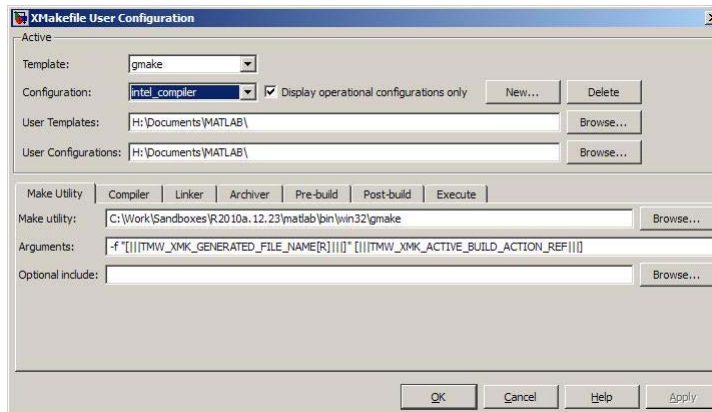 XMakefile User Configuration
Active
Template: gmake
Configuration: intel_compiler Display operational configurations only New... Delete
User Templates: H:\Documents\MATLAB\ Browse...
User Configurations: H:\Documents\MATLAB\ Browse...
Make Utility Compiler Linker Archiver Pre-build Post-build Execute
Make utility: C:\Work\Sandboxes\R2010a.12.23\matlab\bin\win32\gmake Browse...
Arguments: -f "[|||TMW_XMK_GENERATED_FILE_NAME[R]|||]" [|||TMW_XMK_ACTIVE_BUILD_ACTION_REF|||]
Optional include: Browse...
OK Cancel Help Apply